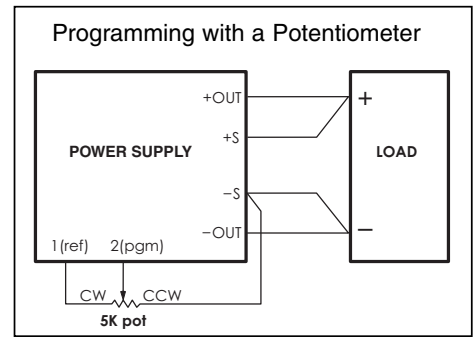 Programming with a Potentiometer
+OUT
+
+S
POWER SUPPLY
LOAD
−S
−OUT
−
1(ref) 2(pgm)
CW CCW
5K pot